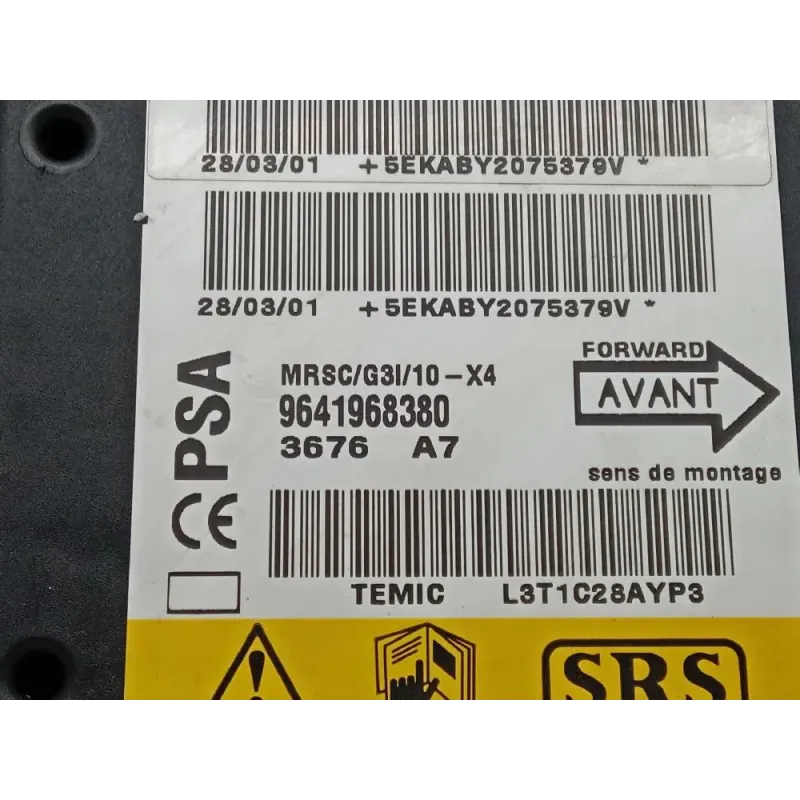 28/03/01 +5EKABY2075379V *
28/03/01 +5EKABY2075379V *
PSA
CE
MRSC/G3I/10-X4
9641968380
3676 A7
FORWARD
AVANT
sens de montage
TEMIC L3T1C28AYP3
SRS